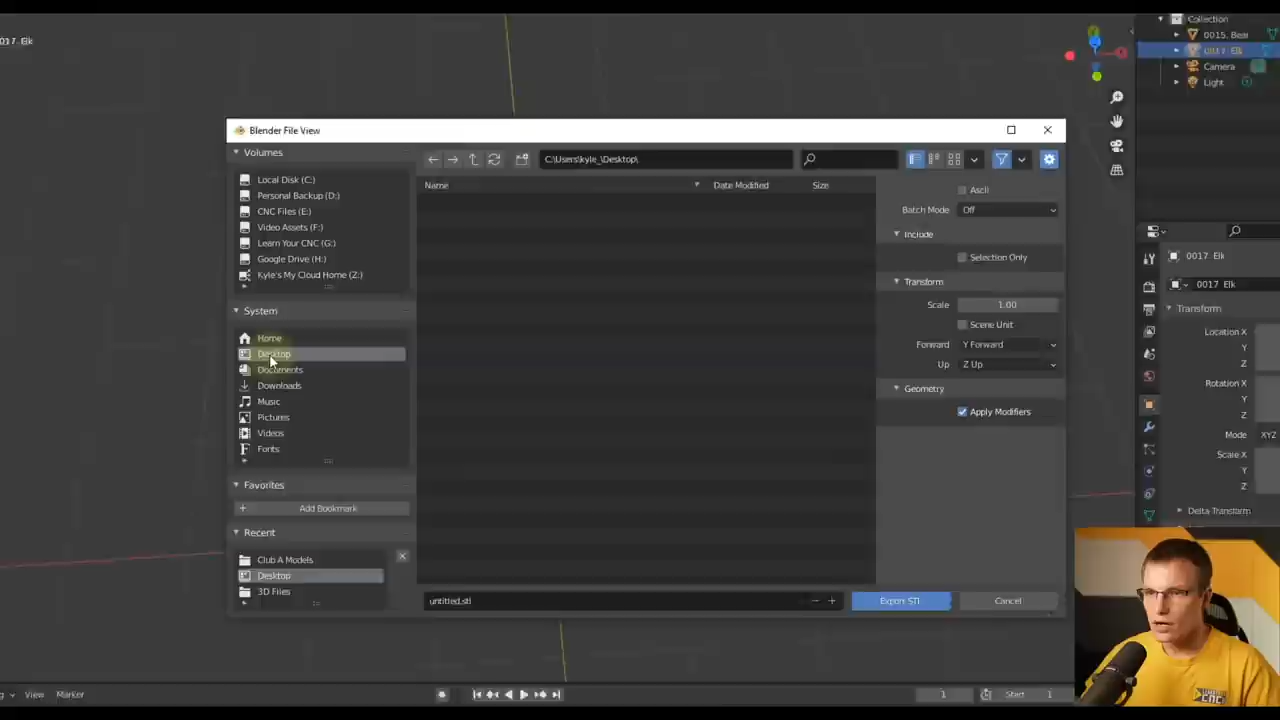 Collection
0017. Elk
0015. Bear
0017. Elk
Camera
Light
Blender File View
Volumes
C:\Users\kyle_\Desktop\
Local Disk (C:)
Name
Date Modified
Size
Ascii
Personal Backup (D:)
Batch Mode
Off
CNC Files (E:)
Video Assets (F:)
Include
Learn Your CNC (G:)
Google Drive (H:)
Selection Only
Kyle's My Cloud Home (Z:)
0017 Elk
Transform
0017 Elk
Scale
1.00
System
Transform
Scene Unit
Location X
Home
Forward
Y Forward
Y
Desktop
Z
Documents
Up
Z Up
Downloads
Rotation X
Geometry
Music
Y
Apply Modifiers
Pictures
Z
Videos
Mode
XYZ
Fonts
Scale X
Y
Favorites
Z
Add Bookmark
Delta Transform
Recent
Club A Models
Desktop
3D Files
untitled.stl
Export STL
Cancel
View
Marker
1
Start
1
CNC